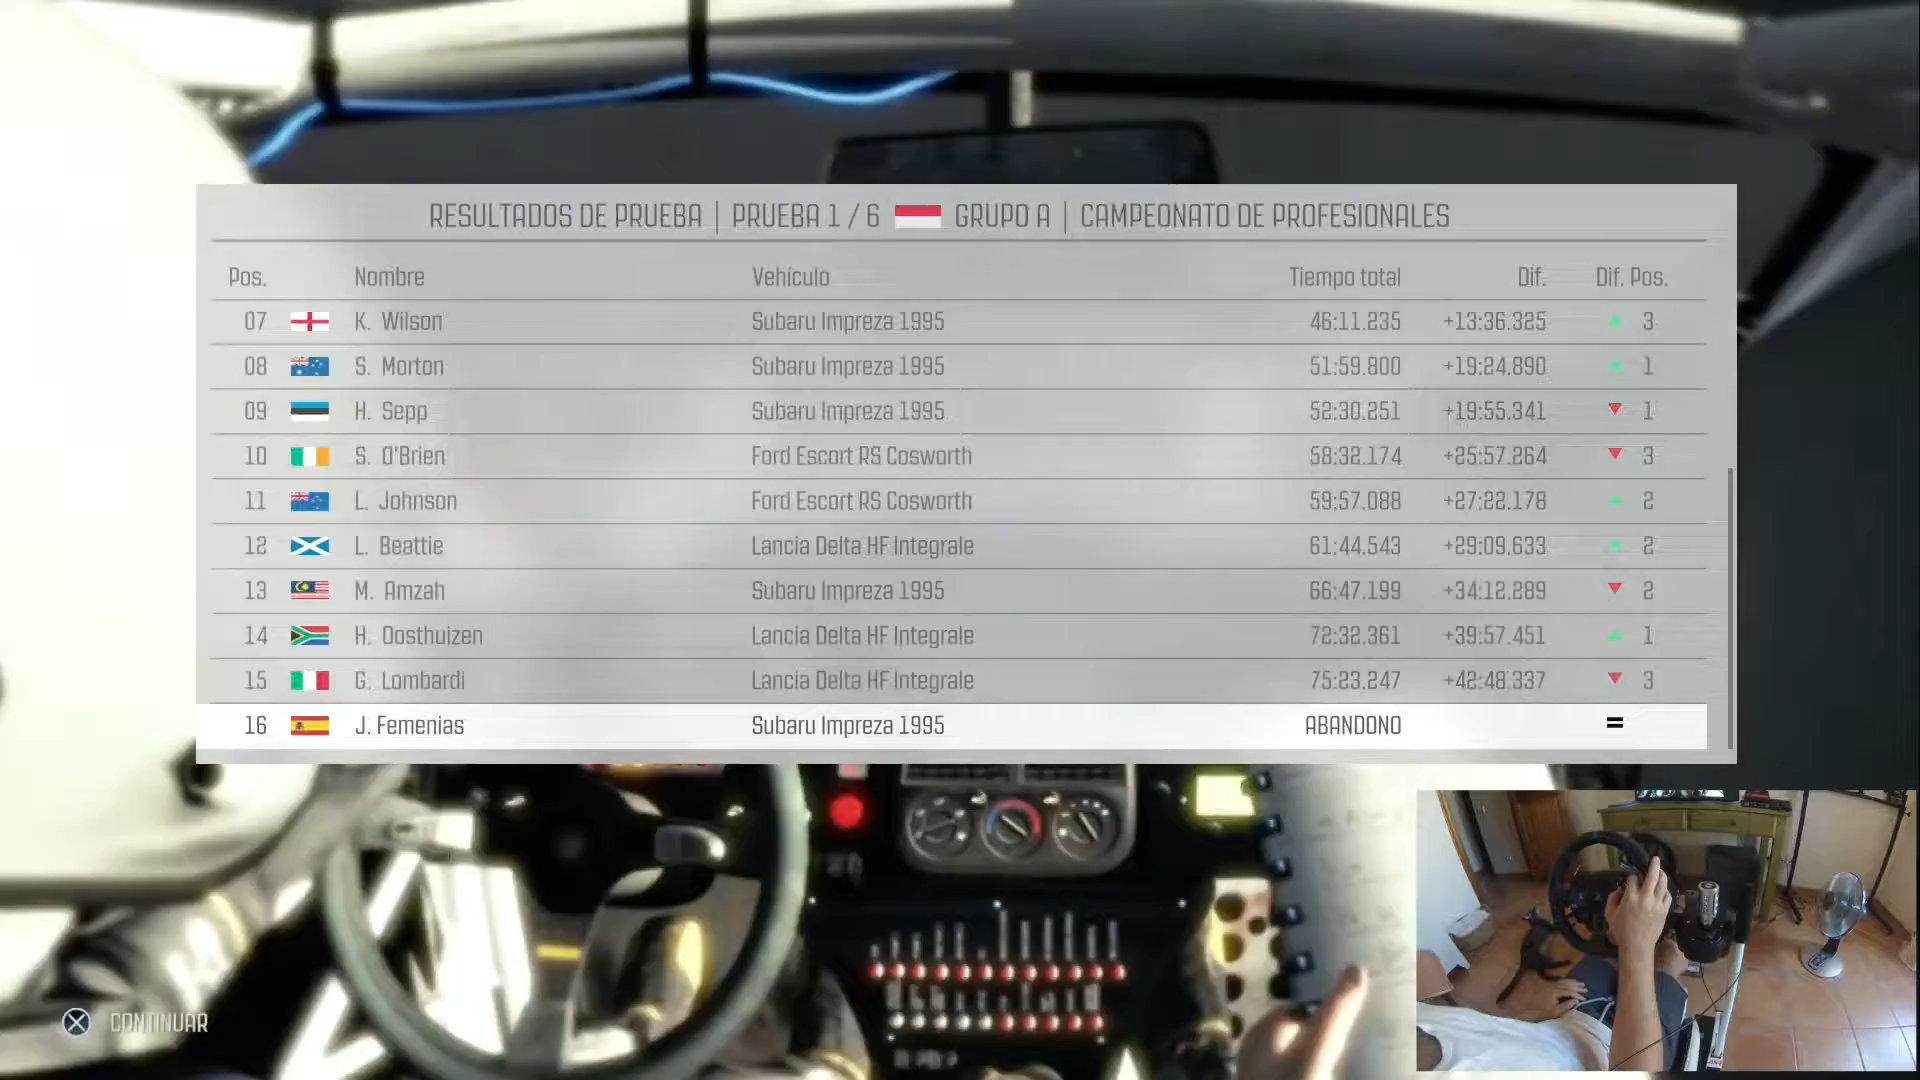 RESULTADOS DE PRUEBA | PRUEBA 1 / 6 GRUPO A | CAMPEONATO DE PROFESIONALES
Pos. Nombre Vehículo Tiempo total Dif. Dif. Pos.
07 K. Wilson Subaru Impreza 1995 46:11.235 +13:36.325 3
08 S. Morton Subaru Impreza 1995 51:59.800 +19:24.890 1
09 H. Sepp Subaru Impreza 1995 52:30.251 +19:55.341 1
10 S. O'Brien Ford Escort RS Cosworth 58:32.174 +25:57.264 3
11 L. Johnson Ford Escort RS Cosworth 59:57.088 +27:22.178 2
12 L. Beattie Lancia Delta HF Integrale 61:44.543 +29:09.633 2
13 M. Amzah Subaru Impreza 1995 66:47.199 +34:12.289 2
14 H. Oosthuizen Lancia Delta HF Integrale 72:32.361 +39:57.451 1
15 G. Lombardi Lancia Delta HF Integrale 75:23.247 +42:48.337 3
16 J. Femenias Subaru Impreza 1995 ABANDONO =
CONTINUAR